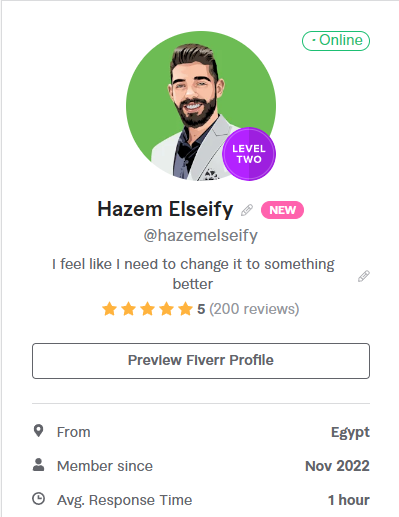 · Online
LEVEL
TWO
Hazem Elseify NEW
@hazemelseify
I feel like I need to change it to something
better
5 (200 reviews)
Preview Fiverr Profile
From Egypt
Member since Nov 2022
Avg. Response Time 1 hour